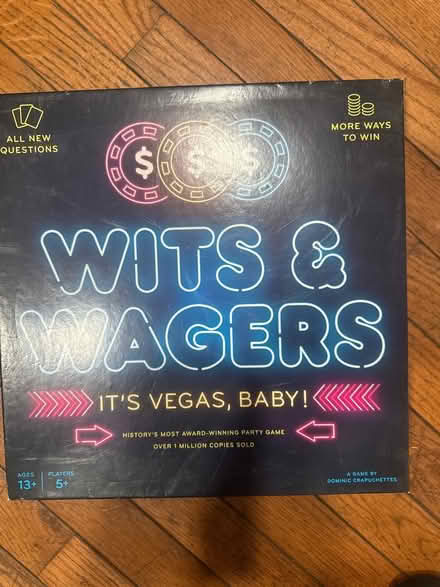 ALL NEW
QUESTIONS
MORE WAYS
TO WIN
$ $ $
WITS &
WAGERS
IT'S VEGAS, BABY!
HISTORY'S MOST AWARD-WINNING PARTY GAME
OVER 1 MILLION COPIES SOLD
AGES
13+
PLAYERS
5+
A GAME BY
DOMINIC CRAPUCHETTES